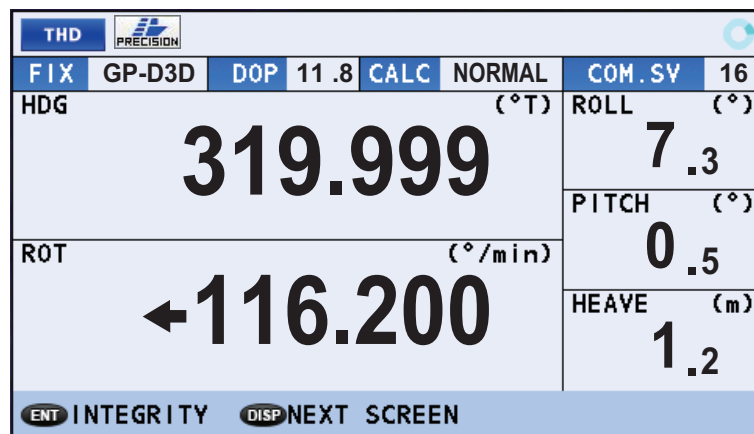 THD PRECISION
FIX GP-D3D DOP 11 .8 CALC NORMAL COM.SV 16
HDG (°T)
319.999
ROLL (°)
7.3
PITCH (°)
0.5
ROT (°/min)
←116.200
HEAVE (m)
1.2
ENT INTEGRITY DISP NEXT SCREEN